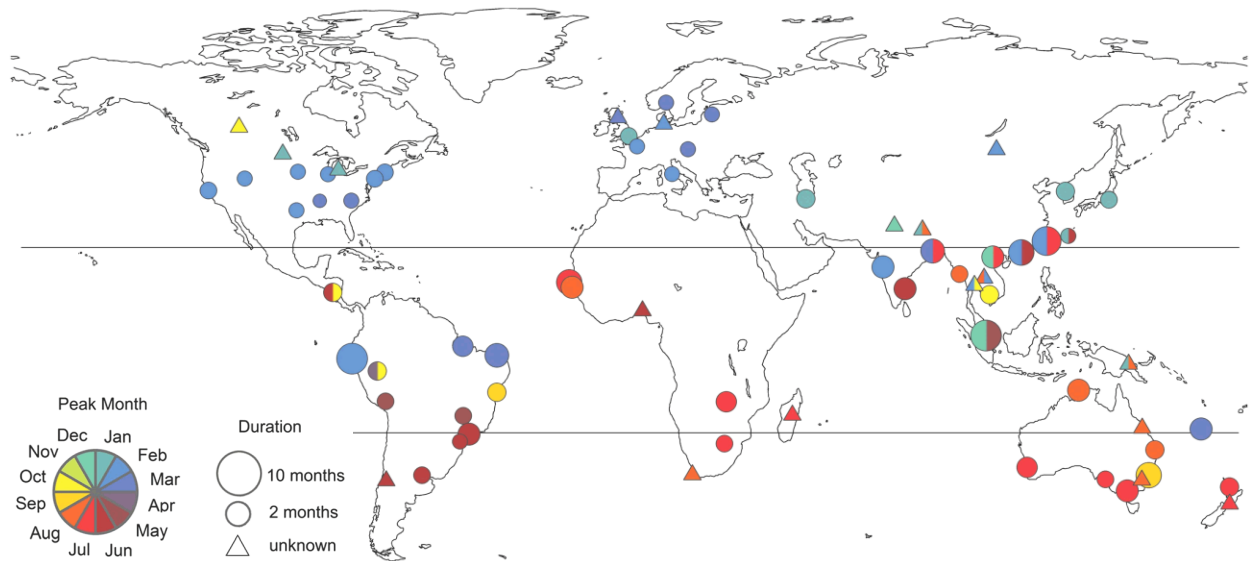 Peak Month
Dec Jan
Nov Feb
Oct Mar
Sep Apr
Aug May
Jul Jun
Duration
10 months
2 months
unknown